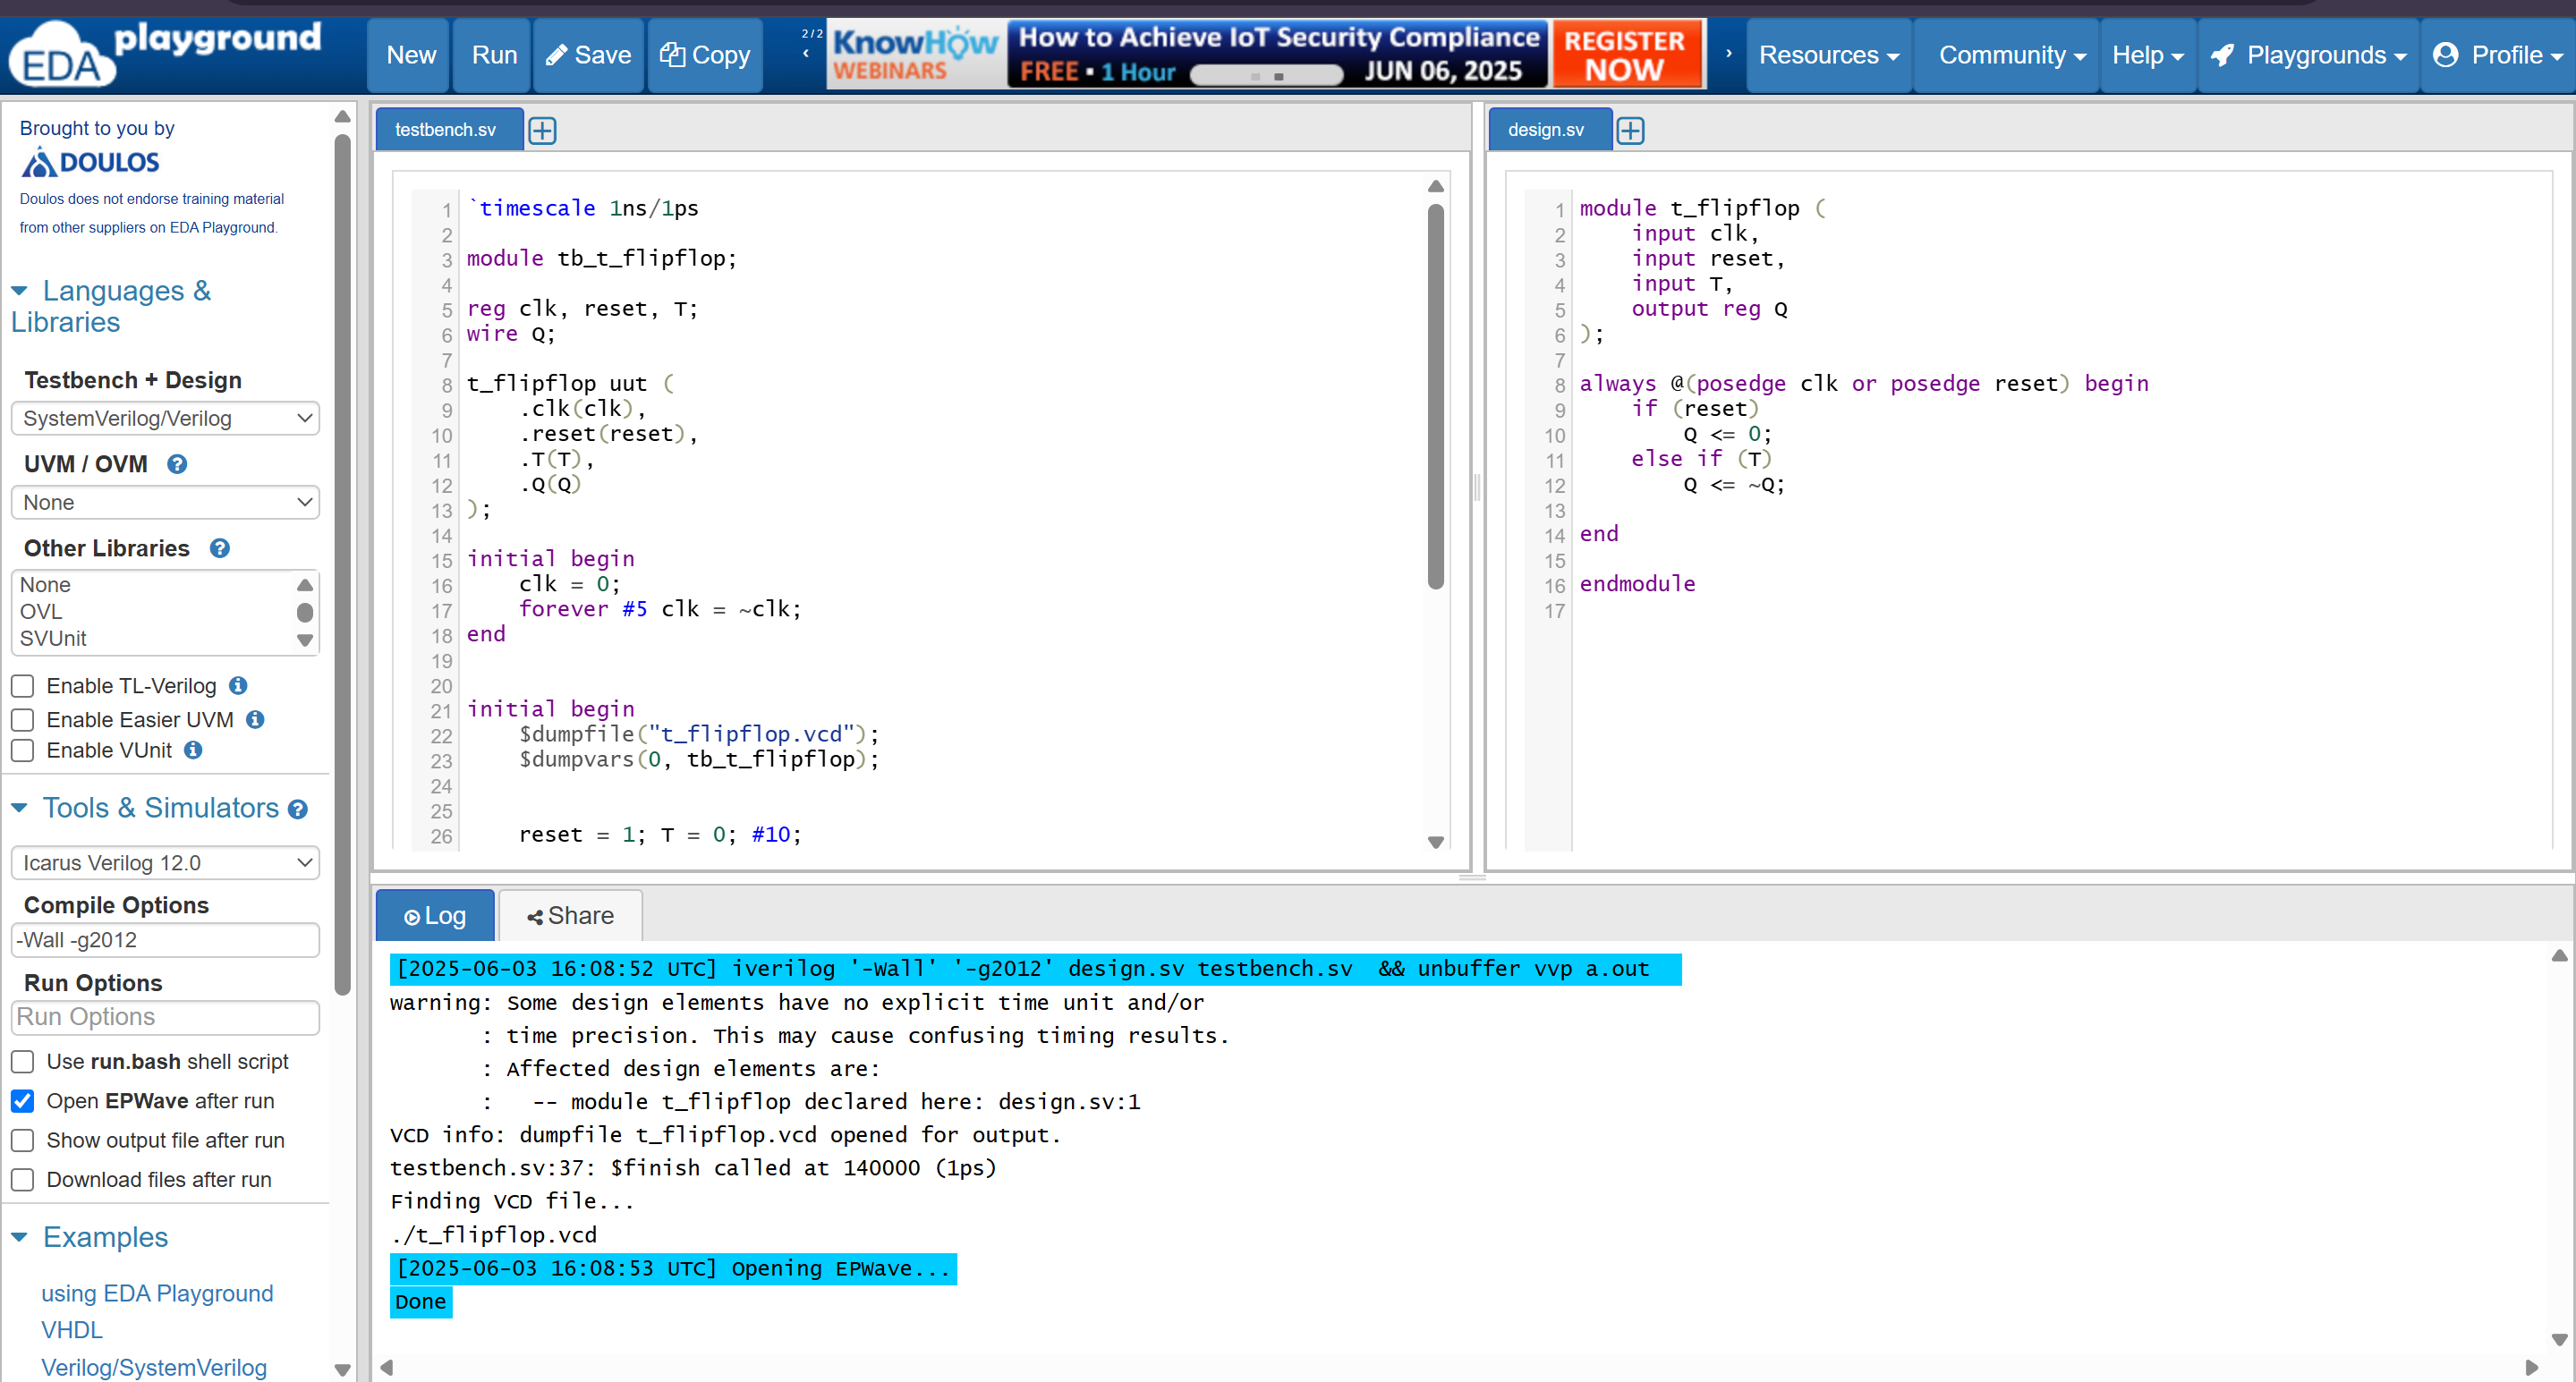 EDA playground
New
Run
Save
Copy
2/2
KnowHow WEBINARS
How to Achieve IoT Security Compliance
FREE ▪ 1 Hour
JUN 06, 2025
REGISTER NOW
Resources
Community
Help
Playgrounds
Profile
Brought to you by
DOULOS
Doulos does not endorse training material
from other suppliers on EDA Playground.
Languages &
Libraries
Testbench + Design
SystemVerilog/Verilog
UVM / OVM
None
Other Libraries
None
OVL
SVUnit
Enable TL-Verilog
Enable Easier UVM
Enable VUnit
Tools & Simulators
Icarus Verilog 12.0
Compile Options
-Wall -g2012
Run Options
Run Options
Use run.bash shell script
Open EPWave after run
Show output file after run
Download files after run
Examples
using EDA Playground
VHDL
Verilog/SystemVerilog
testbench.sv
1 `timescale 1ns/1ps
2
3 module tb_t_flipflop;
4
5 reg clk, reset, T;
6 wire Q;
7
8 t_flipflop uut (
9     .clk(clk),
10     .reset(reset),
11     .T(T),
12     .Q(Q)
13 );
14
15 initial begin
16     clk = 0;
17     forever #5 clk = ~clk;
18 end
19
20
21 initial begin
22     $dumpfile("t_flipflop.vcd");
23     $dumpvars(0, tb_t_flipflop);
24
25
26     reset = 1; T = 0; #10;
design.sv
1 module t_flipflop (
2     input clk,
3     input reset,
4     input T,
5     output reg Q
6 );
7
8 always @(posedge clk or posedge reset) begin
9     if (reset)
10         Q <= 0;
11     else if (T)
12         Q <= ~Q;
13
14 end
15
16 endmodule
17
Log
Share
[2025-06-03 16:08:52 UTC] iverilog '-Wall' '-g2012' design.sv testbench.sv  && unbuffer vvp a.out
warning: Some design elements have no explicit time unit and/or
       : time precision. This may cause confusing timing results.
       : Affected design elements are:
       :   -- module t_flipflop declared here: design.sv:1
VCD info: dumpfile t_flipflop.vcd opened for output.
testbench.sv:37: $finish called at 140000 (1ps)
Finding VCD file...
./t_flipflop.vcd
[2025-06-03 16:08:53 UTC] Opening EPWave...
Done